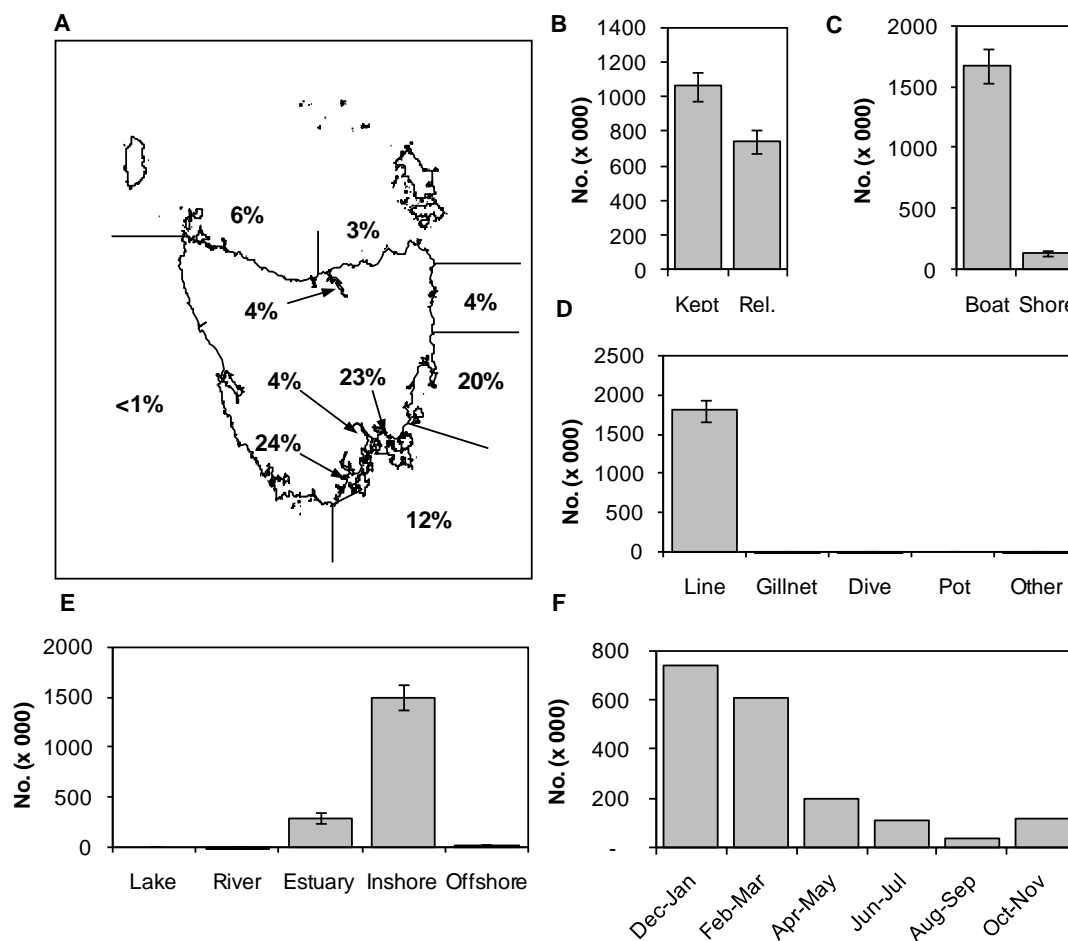 A
6%
3%
4%
4%
<1%
4%
23%
20%
24%
12%
B
No. (x 000)
1400
1200
1000
800
600
400
200
0
Kept Rel.
C
No. (x 000)
2000
1500
1000
500
0
Boat Shore
D
No. (x 000)
2500
2000
1500
1000
500
0
Line Gillnet Dive Pot Other
E
No. (x 000)
2000
1500
1000
500
0
Lake River Estuary Inshore Offshore
F
No. (x 000)
800
600
400
200
-
Dec-Jan
Feb-Mar
Apr-May
Jun-Jul
Aug-Sep
Oct-Nov